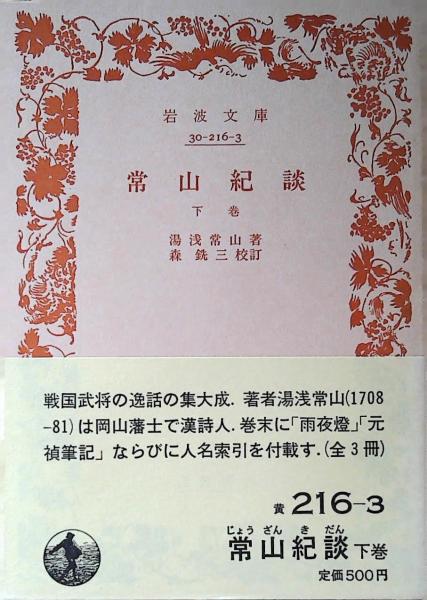 岩波文庫
30-216-3
常山紀談
下巻
湯浅常山著
森銑三校訂
戦国武将の逸話の集大成．著者湯浅常山(1708
-81)は岡山藩士で漢詩人．巻末に「雨夜燈」「元
禎筆記」ならびに人名索引を付載す．(全3冊)
黄 216-3
じょう ざん き だん
常山紀談 下巻
定価500円